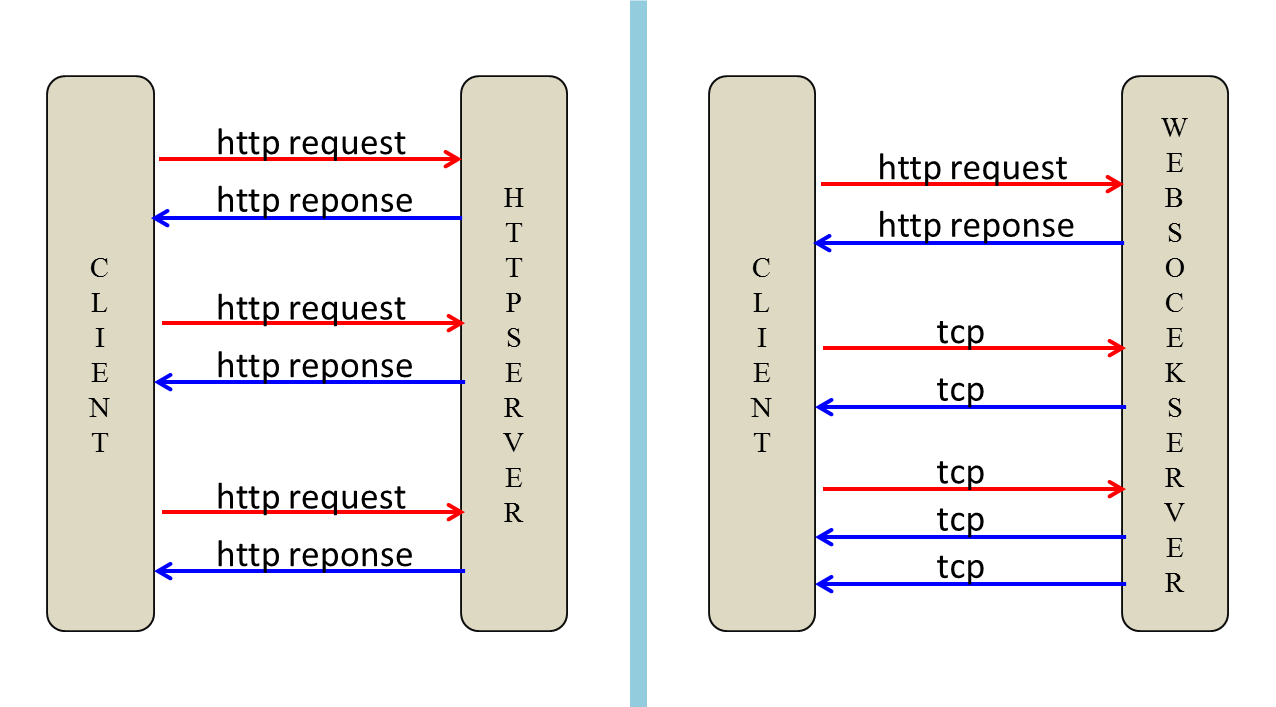 CLIENT
http request
http reponse
http request
http reponse
http request
http reponse
HTTPSERVER
CLIENT
http request
http reponse
tcp
tcp
tcp
tcp
tcp
WEBSOCEKSERVER